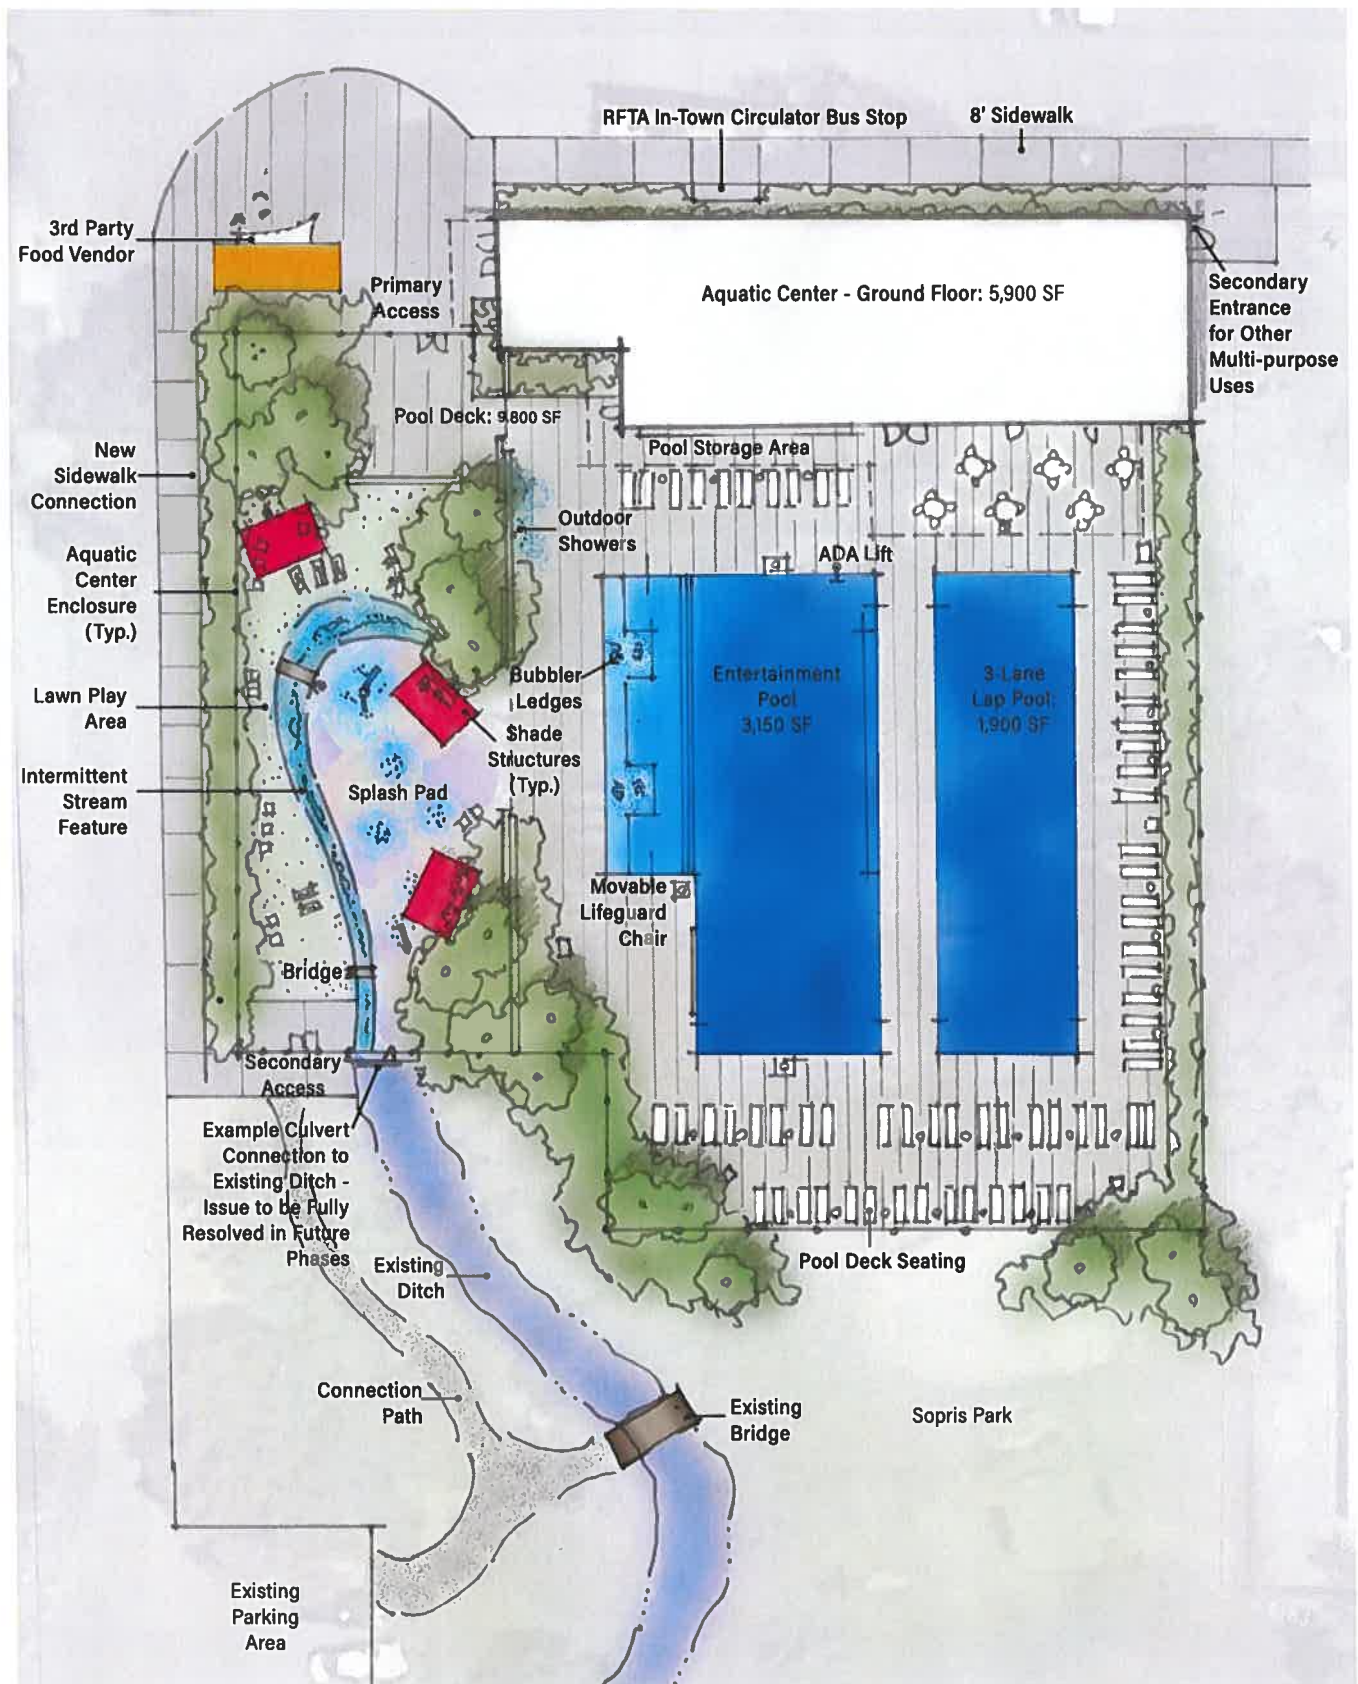 RFTA In-Town Circulator Bus Stop
8' Sidewalk
3rd Party
Food Vendor
Primary
Access
Aquatic Center - Ground Floor: 5,900 SF
Secondary
Entrance
for Other
Multi-purpose
Uses
Pool Deck: 9,800 SF
New
Sidewalk
Connection
Pool Storage Area
Outdoor
Showers
ADA Lift
Aquatic
Center
Enclosure
(Typ.)
Bubbler
Ledges
Entertainment
Pool
3,150 SF
3-Lane
Lap Pool:
1,900 SF
Lawn Play
Area
Shade
Structures
(Typ.)
Intermittent
Stream
Feature
Splash Pad
Movable
Lifeguard
Chair
Bridge
Secondary
Access
Example Culvert
Connection to
Existing Ditch -
Issue to be Fully
Resolved in Future
Phases
Existing
Ditch
Pool Deck Seating
Connection
Path
Existing
Bridge
Sopris Park
Existing
Parking
Area